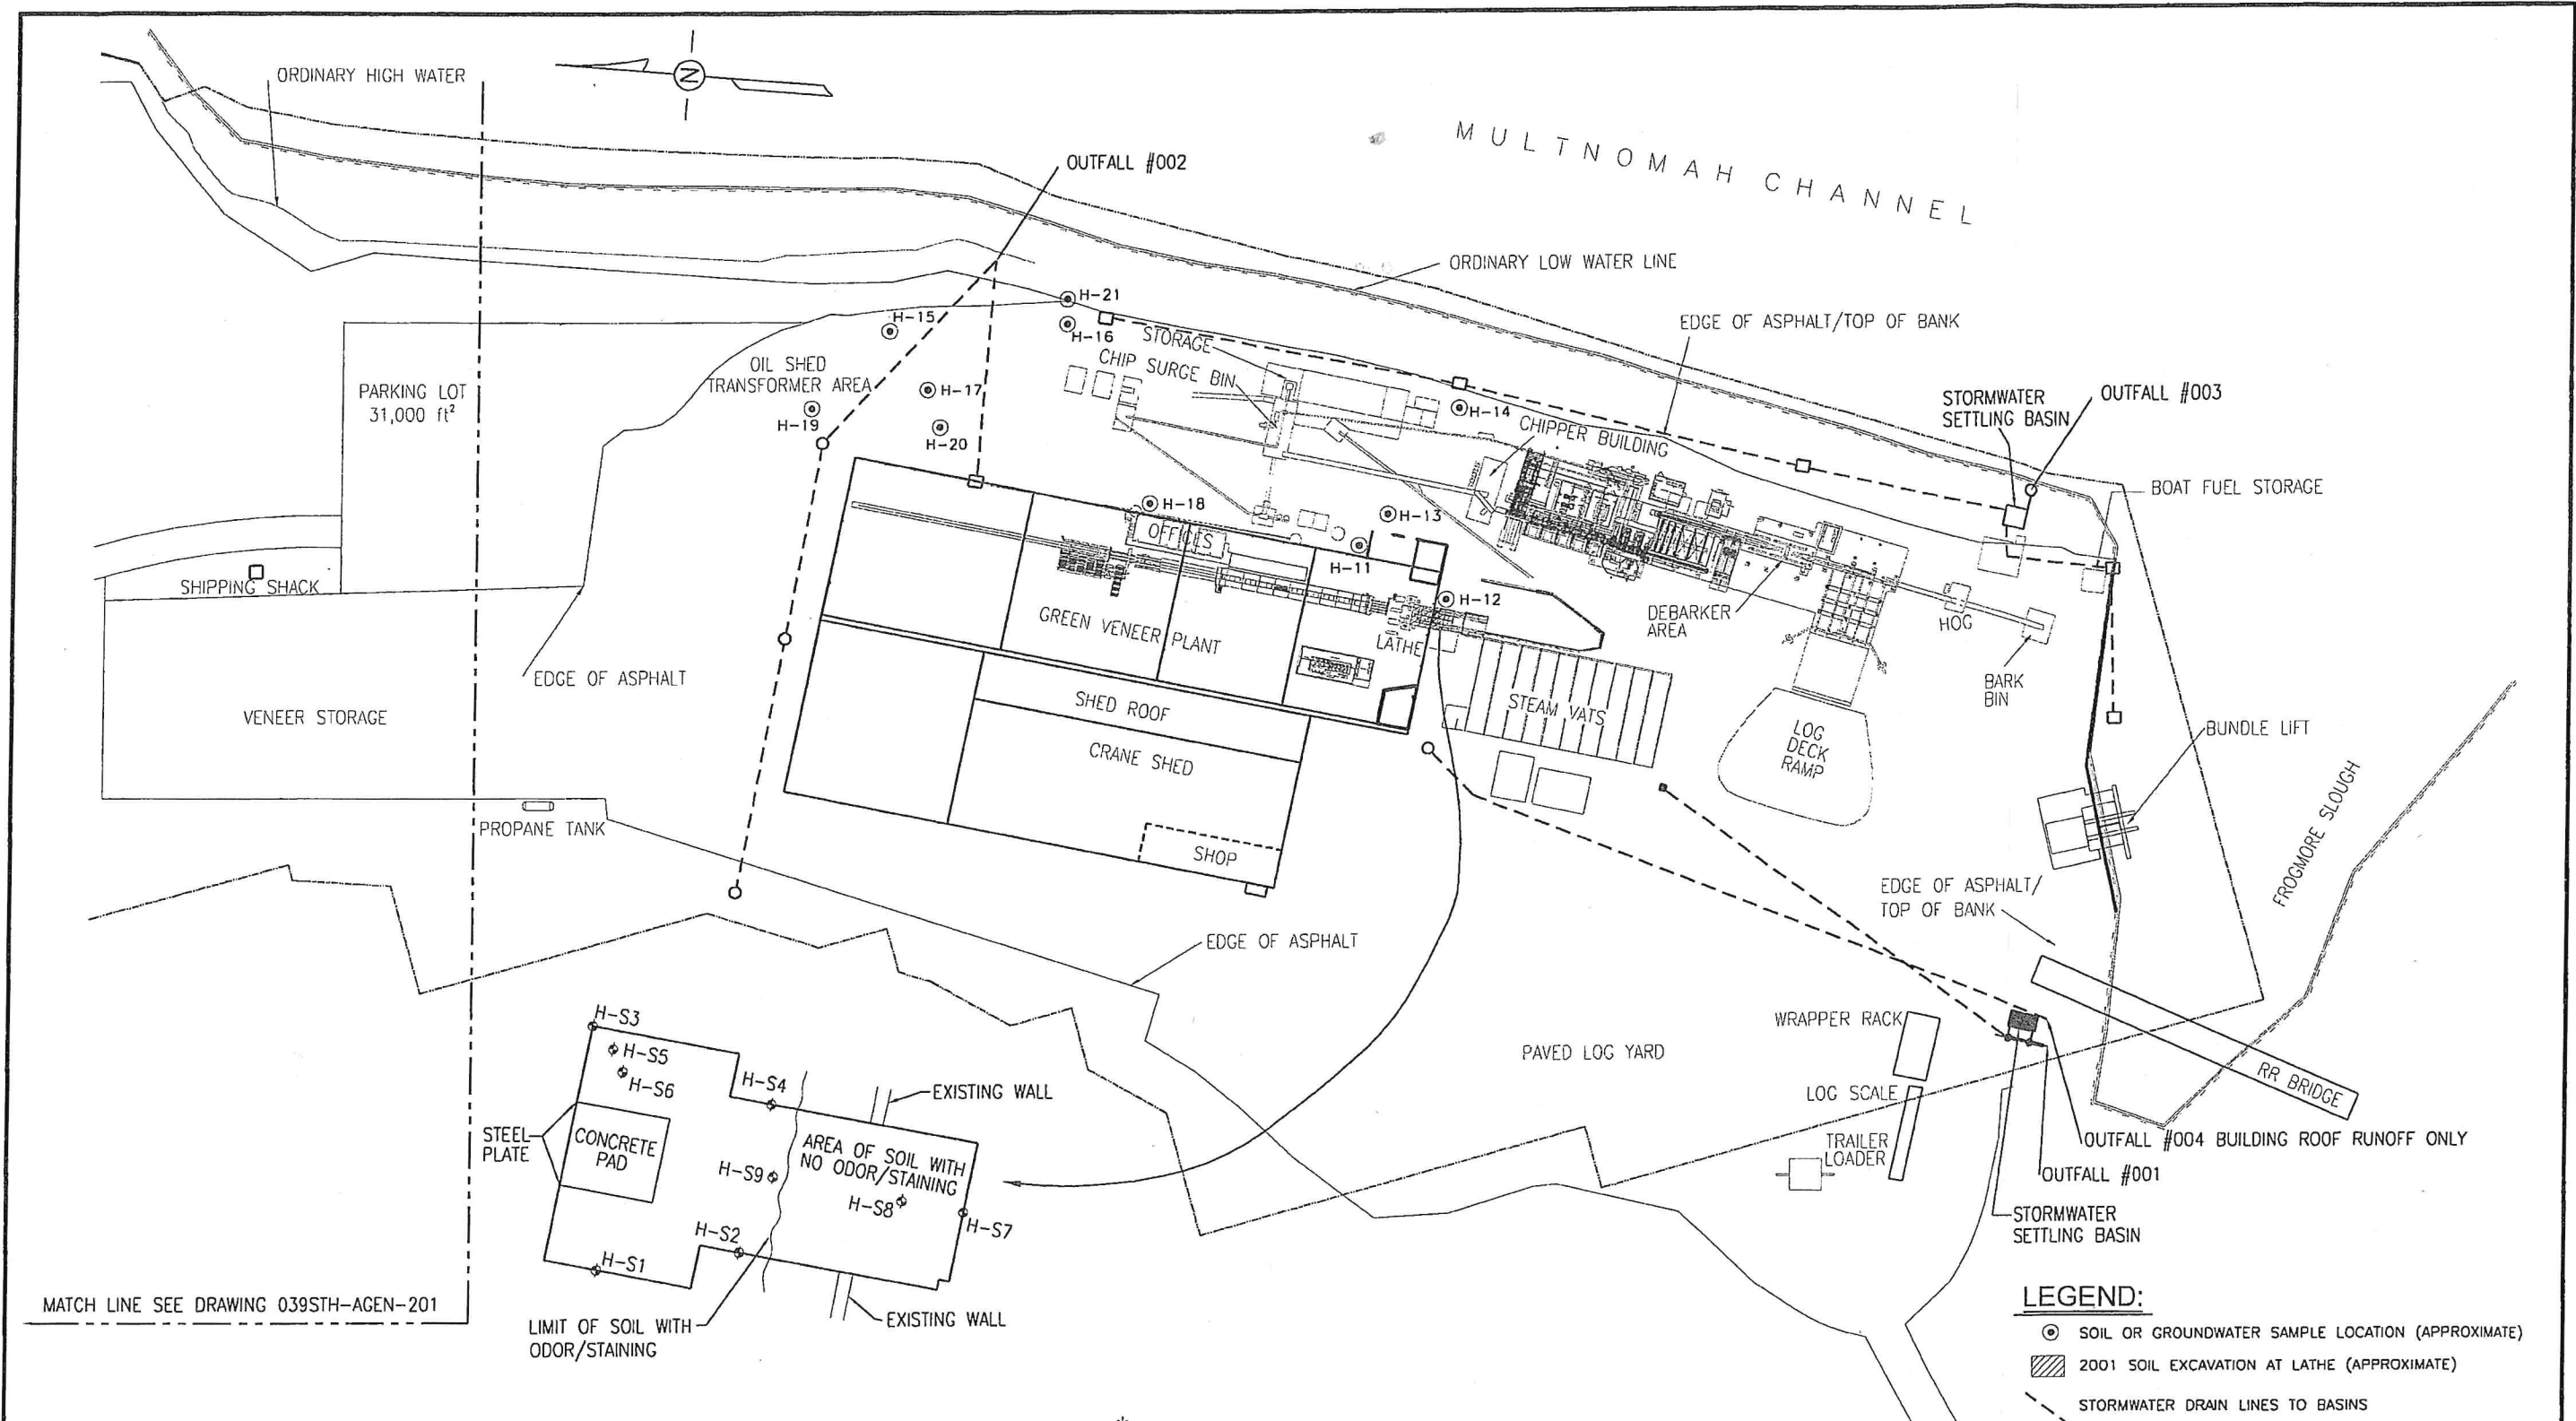 ORDINARY HIGH WATER
N
MULTNOMAH CHANNEL
OUTFALL #002
ORDINARY LOW WATER LINE
H-21
H-15
H-16
STORAGE
CHIP SURGE BIN
EDGE OF ASPHALT/TOP OF BANK
OIL SHED
TRANSFORMER AREA
PARKING LOT
31,000 ft²
H-17
H-19
H-20
H-14
CHIPPER BUILDING
STORMWATER
SETTLING BASIN
OUTFALL #003
BOAT FUEL STORAGE
H-18
OFFICES
H-13
H-11
H-12
SHIPPING SHACK
GREEN VENEER PLANT
LATHE
DEBARKER
AREA
HOG
BARK
BIN
EDGE OF ASPHALT
VENEER STORAGE
SHED ROOF
CRANE SHED
STEAM VATS
LOG
DECK
RAMP
BUNDLE LIFT
PROPANE TANK
SHOP
FROGMORE SLOUGH
EDGE OF ASPHALT/
TOP OF BANK
EDGE OF ASPHALT
WRAPPER RACK
PAVED LOG YARD
RR BRIDGE
LOG SCALE
TRAILER
LOADER
OUTFALL #004 BUILDING ROOF RUNOFF ONLY
OUTFALL #001
STORMWATER
SETTLING BASIN
H-S3
H-S5
H-S6
H-S4
EXISTING WALL
STEEL
PLATE
CONCRETE
PAD
AREA OF SOIL WITH
NO ODOR/STAINING
H-S9
H-S8
H-S7
H-S2
H-S1
EXISTING WALL
LIMIT OF SOIL WITH
ODOR/STAINING
MATCH LINE SEE DRAWING 039STH-AGEN-201
LEGEND:
SOIL OR GROUNDWATER SAMPLE LOCATION (APPROXIMATE)
2001 SOIL EXCAVATION AT LATHE (APPROXIMATE)
STORMWATER DRAIN LINES TO BASINS